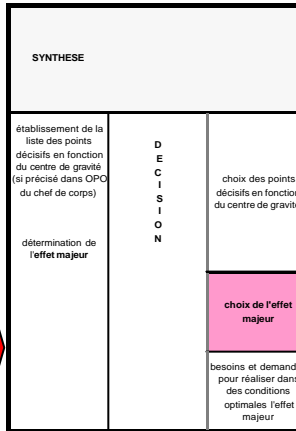 SYNTHESE
établissement de la
liste des points
décisifs en fonction
du centre de gravité
(si précisé dans OPO
du chef de corps)
détermination de
l'effet majeur
D
E
C
I
S
I
O
N
choix des points
décisifs en fonction
du centre de gravité
choix de l'effet
majeur
besoins et demand
pour réaliser dans
des conditions
optimales l'effet
majeur